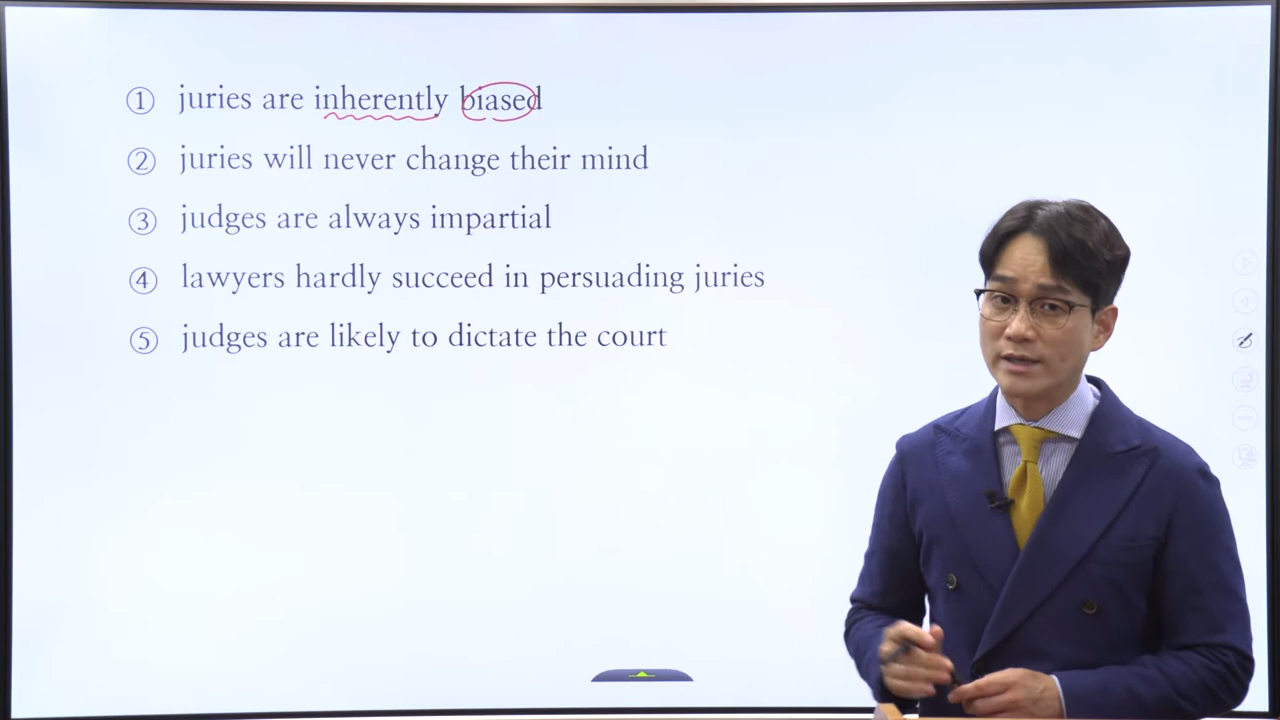 ① juries are inherently biased
② juries will never change their mind
③ judges are always impartial
④ lawyers hardly succeed in persuading juries
⑤ judges are likely to dictate the court